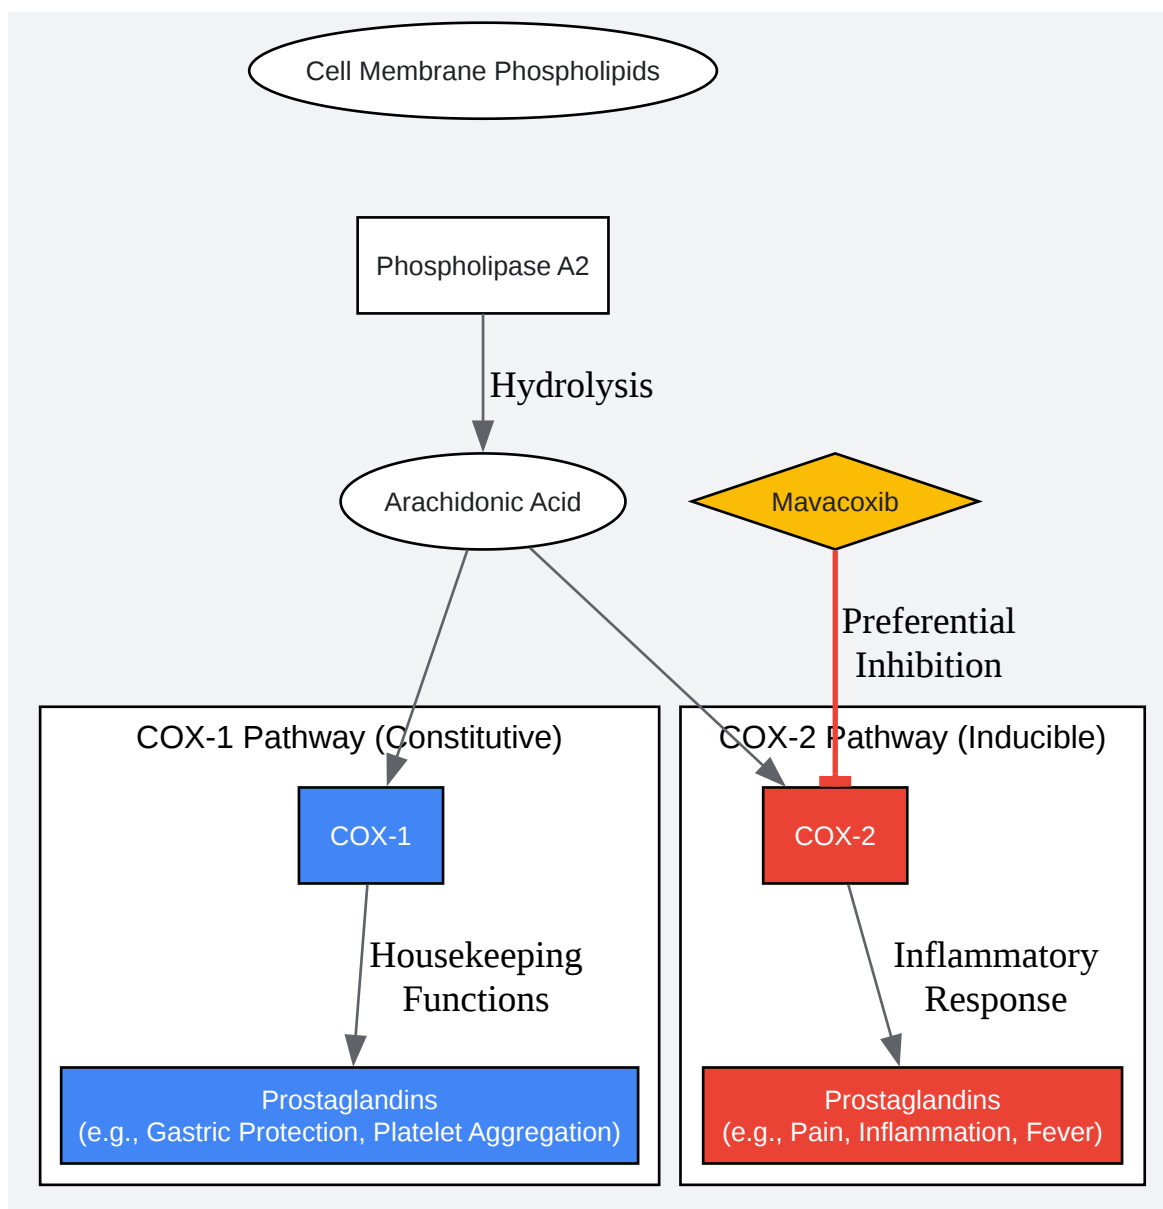 Cell Membrane Phospholipids
Phospholipase A2
Hydrolysis
Arachidonic Acid
Mavacoxib
Preferential
Inhibition
COX-1 Pathway (Constitutive)
COX-2 Pathway (Inducible)
COX-1
COX-2
Housekeeping
Functions
Inflammatory
Response
Prostaglandins
(e.g., Gastric Protection, Platelet Aggregation)
Prostaglandins
(e.g., Pain, Inflammation, Fever)